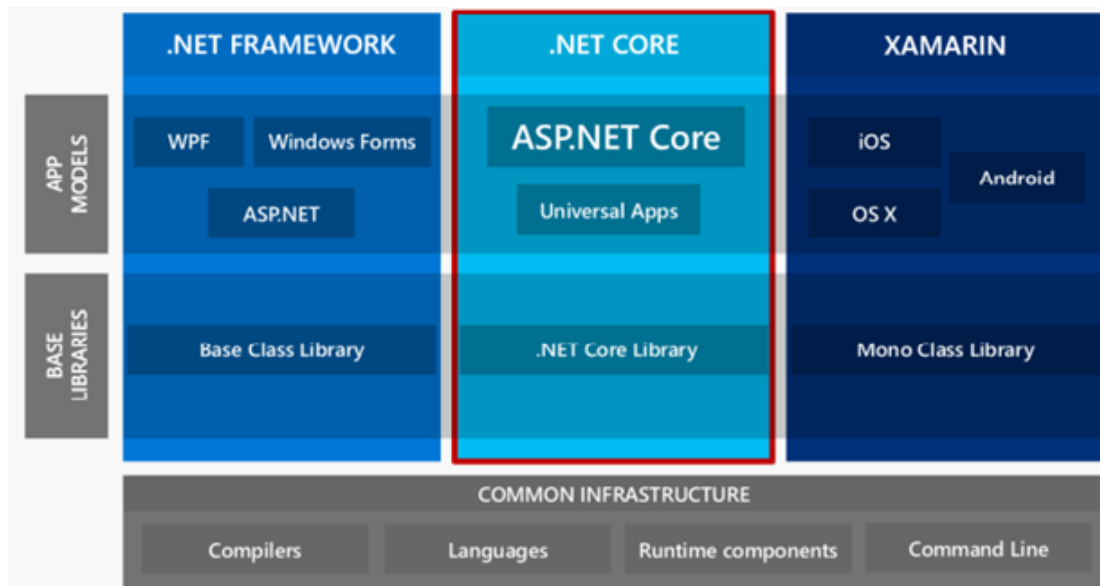 .NET FRAMEWORK
.NET CORE
XAMARIN
APP
MODELS
WPF
Windows Forms
ASP.NET
ASP.NET Core
Universal Apps
iOS
Android
OS X
BASE
LIBRARIES
Base Class Library
.NET Core Library
Mono Class Library
COMMON INFRASTRUCTURE
Compilers
Languages
Runtime components
Command Line